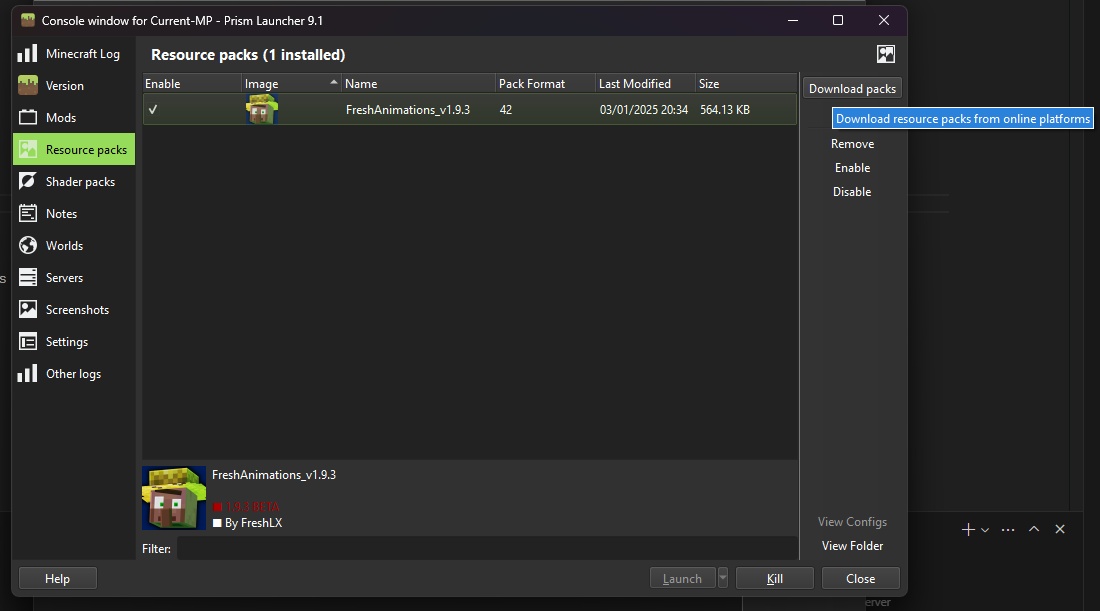 Console window for Current-MP - Prism Launcher 9.1
Minecraft Log
Version
Mods
Resource packs
Shader packs
Notes
Worlds
Servers
Screenshots
Settings
Other logs
Resource packs (1 installed)
Enable Image Name Pack Format Last Modified Size
FreshAnimations_v1.9.3 42 03/01/2025 20:34 564.13 KB
Download packs
Download resource packs from online platforms
Remove
Enable
Disable
FreshAnimations_v1.9.3
1.9.3 BETA
By FreshLX
Filter:
View Configs
View Folder
Help
Launch
Kill
Close
s
erver